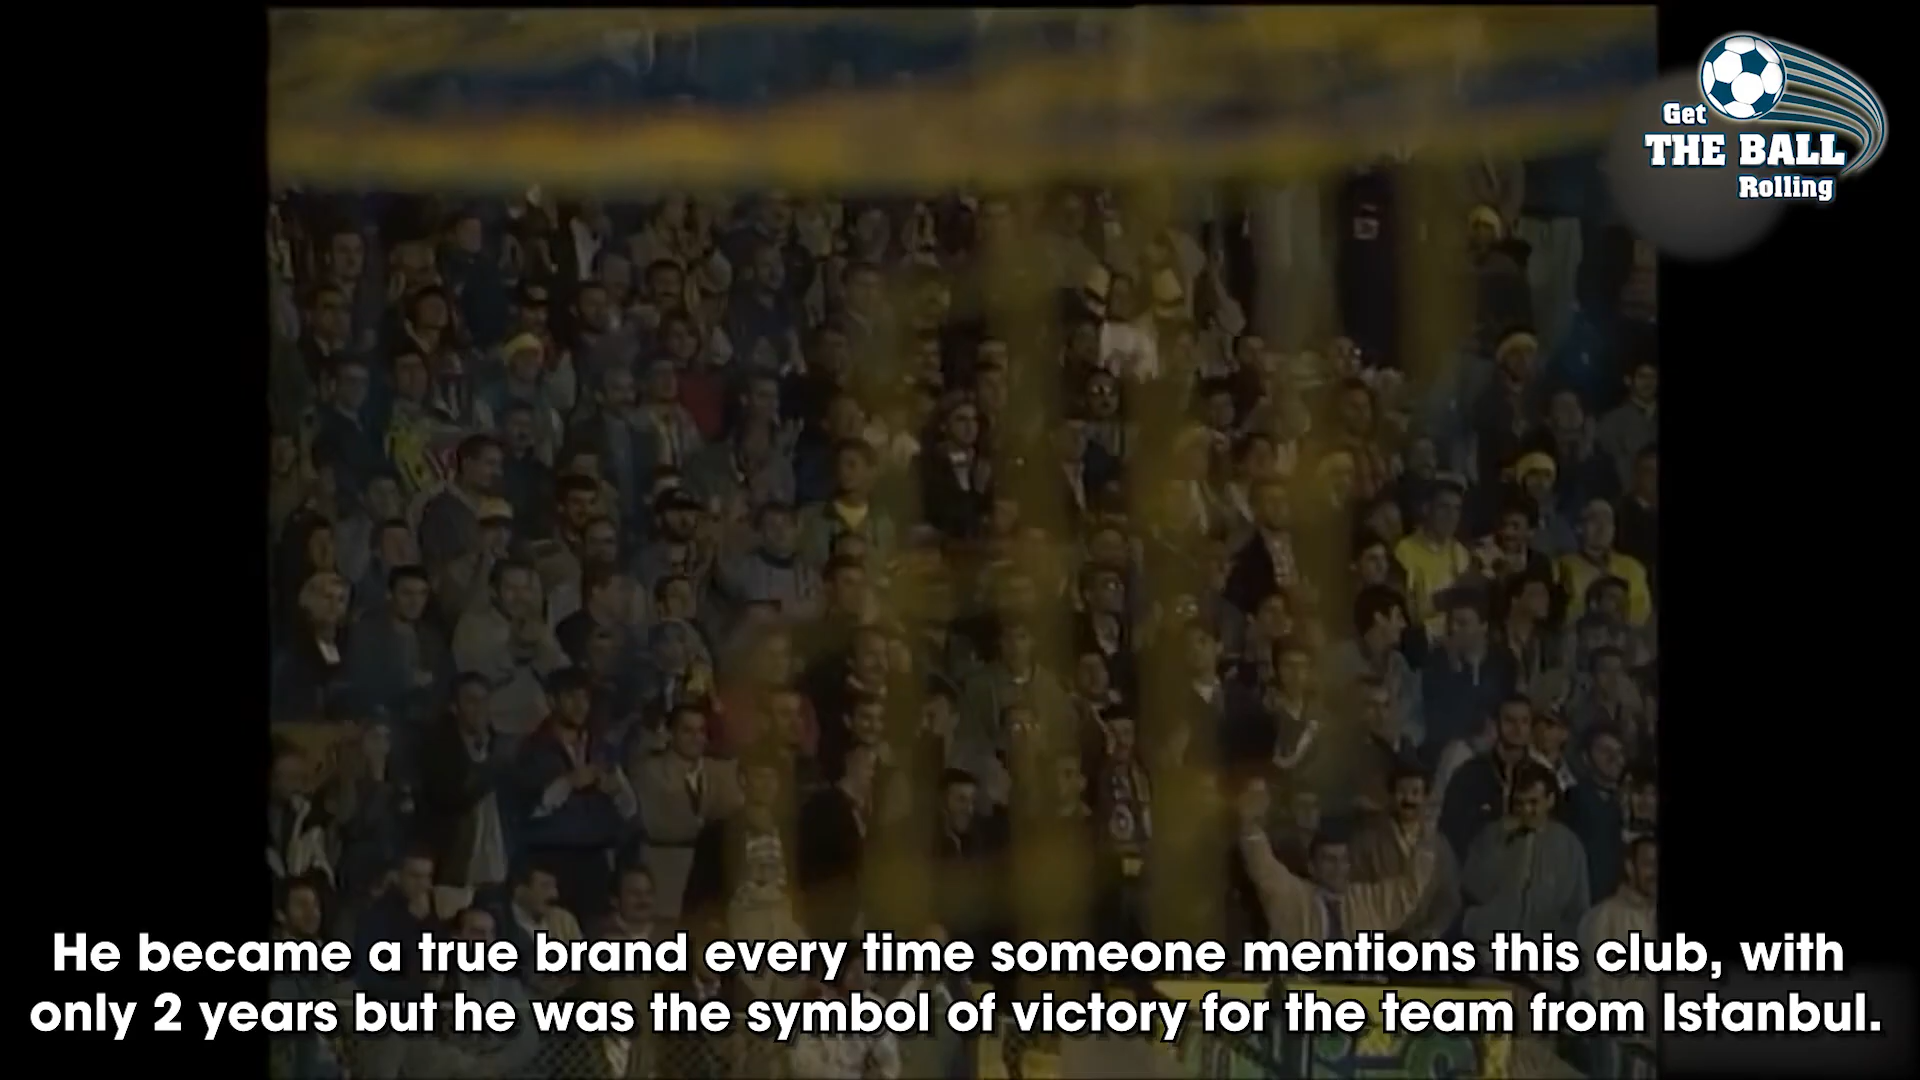 Get
THE BALL
Rolling
He became a true brand every time someone mentions this club, with
only 2 years but he was the symbol of victory for the team from Istanbul.